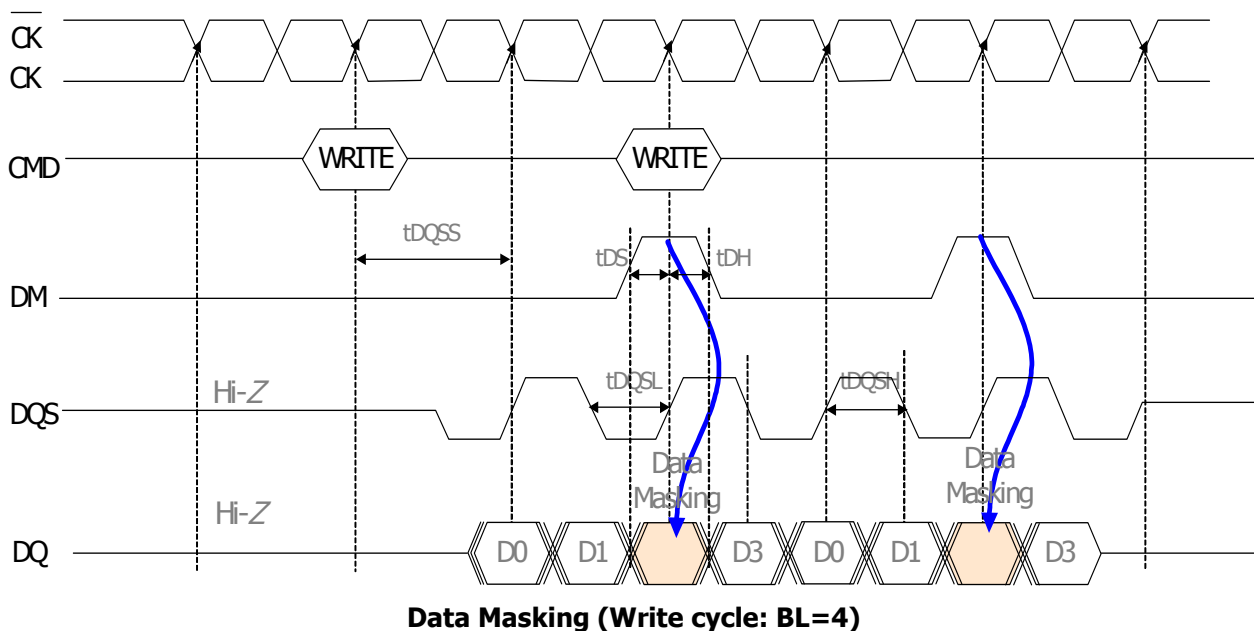 CK
CK
CMD
WRITE
WRITE
tDQSS
tDS
tDH
DM
Hi-Z
tDQSL
tDQSH
DQS
Data
Masking
Data
Masking
Hi-Z
DQ
D0
D1
D3
D0
D1
D3
Data Masking (Write cycle: BL=4)